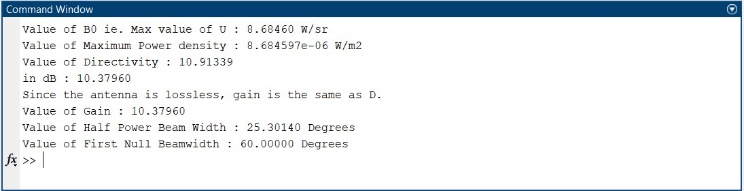 Command Window
Value of B0 ie. Max value of U : 8.68460 W/sr
Value of Maximum Power density : 8.684597e-06 W/m2
Value of Directivity : 10.91339
in dB : 10.37960
Since the antenna is lossless, gain is the same as D.
Value of Gain : 10.37960
Value of Half Power Beam Width : 25.30140 Degrees
Value of First Null Beamwidth : 60.00000 Degrees
fx >>